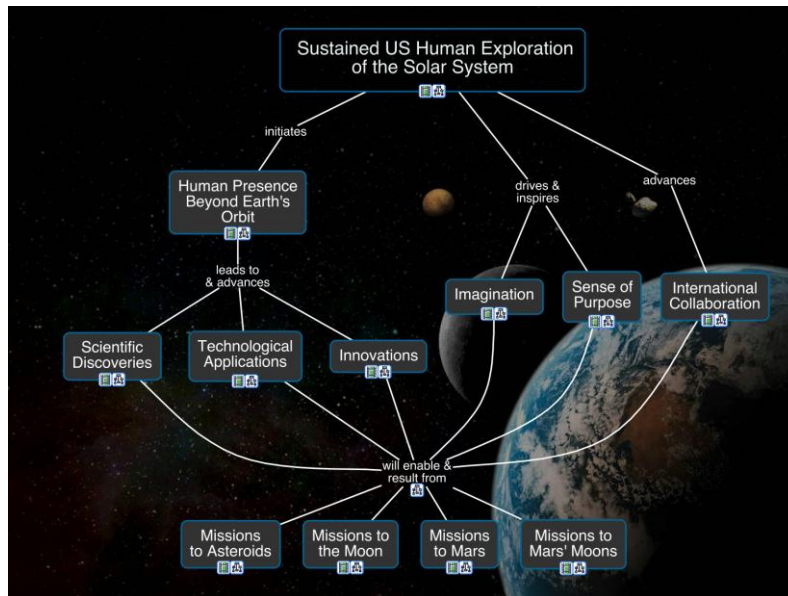 Sustained US Human Exploration
of the Solar System
initiates
drives &
inspires
advances
Human Presence
Beyond Earth's
Orbit
leads to
& advances
Imagination
Sense of
Purpose
International
Collaboration
Scientific
Discoveries
Technological
Applications
Innovations
will enable &
result from
Missions
to Asteroids
Missions to
the Moon
Missions
to Mars
Missions to
Mars' Moons